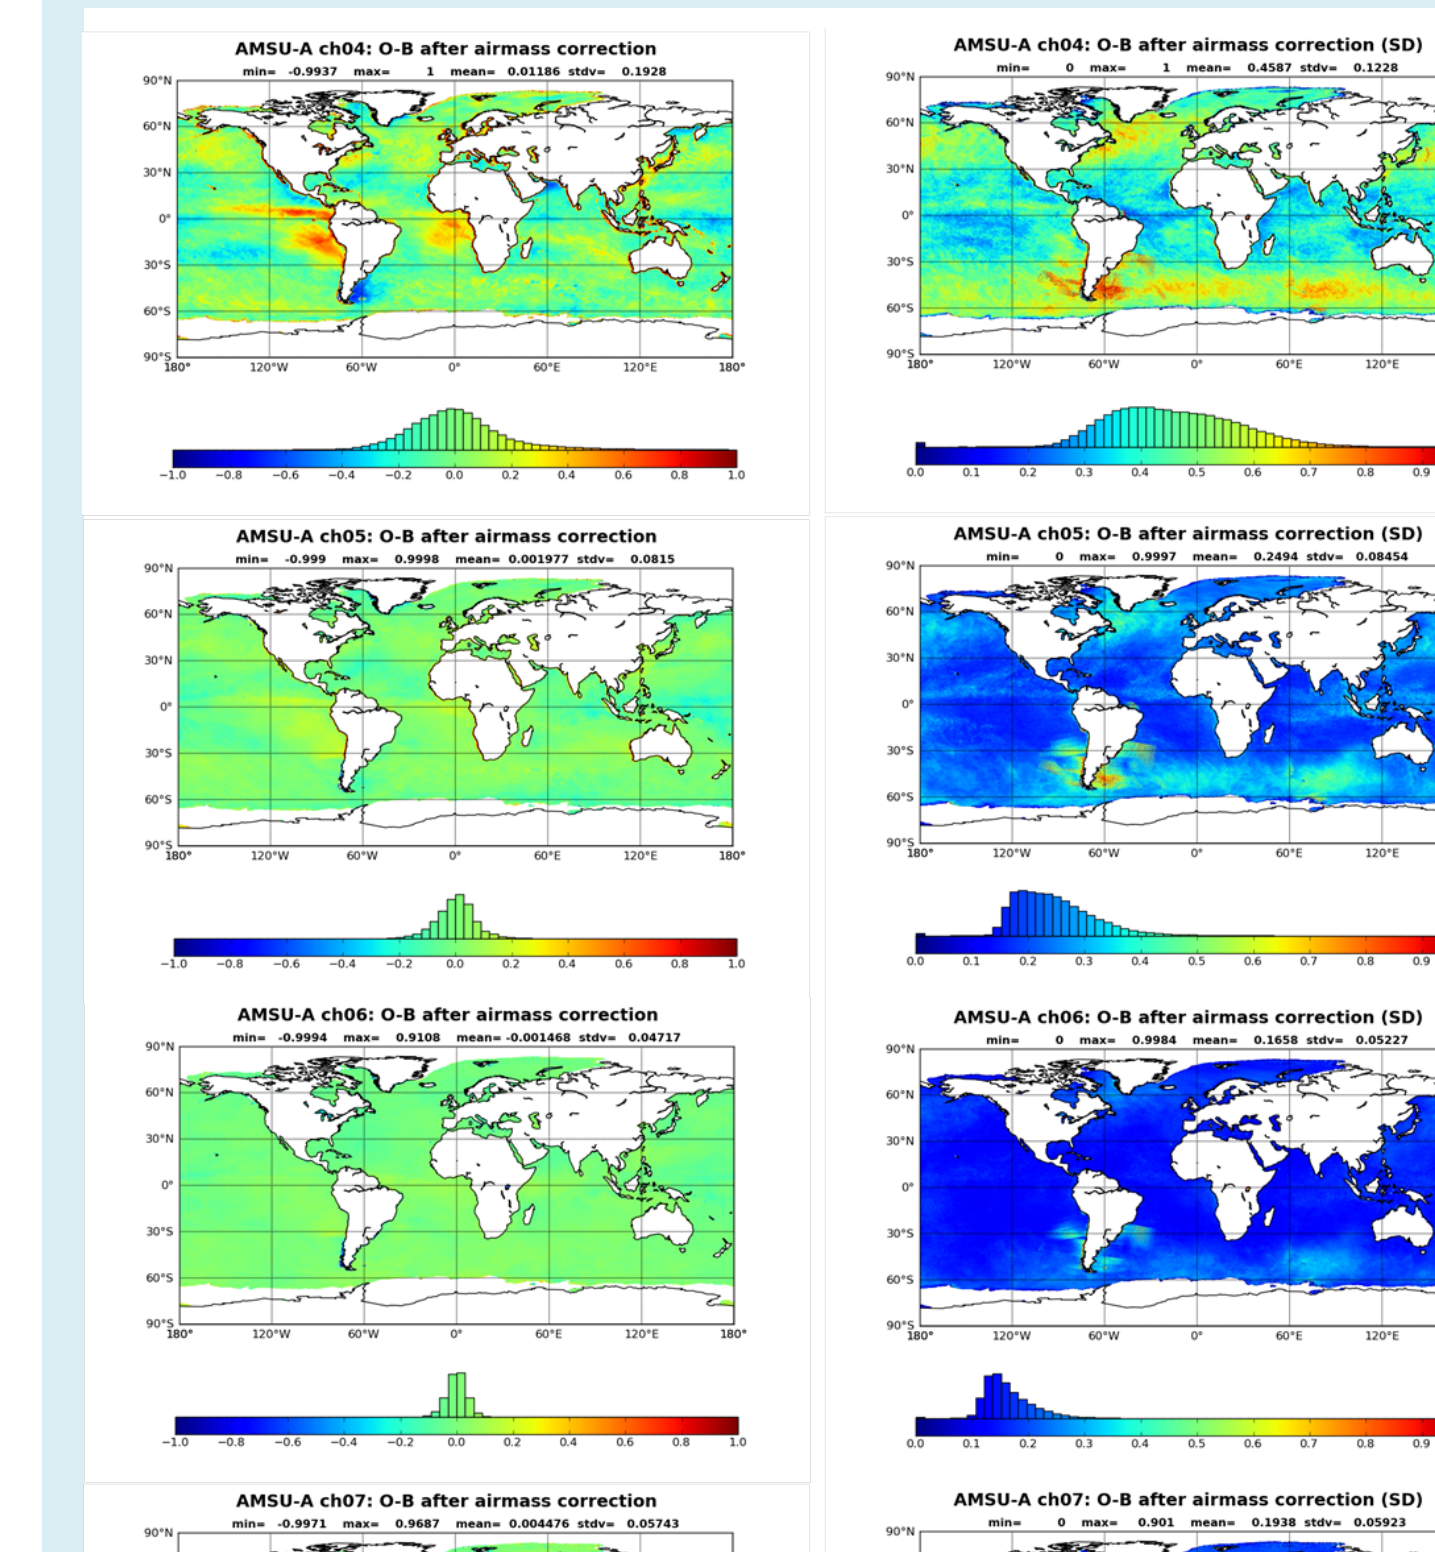 AMSU-A ch04: O-B after airmass correction
min= -0.9937 max= 1 mean= 0.01186 stdv= 0.1928
90°N
60°N
30°N
0°
30°S
60°S
90°S
180° 120°W 60°W 0° 60°E 120°E 180°
−1.0 −0.8 −0.6 −0.4 −0.2 0.0 0.2 0.4 0.6 0.8 1.0
AMSU-A ch04: O-B after airmass correction (SD)
min= 0 max= 1 mean= 0.4587 stdv= 0.1228
90°N
60°N
30°N
0°
30°S
60°S
90°S
180° 120°W 60°W 0° 60°E 120°E
0.0 0.1 0.2 0.3 0.4 0.5 0.6 0.7 0.8 0.9
AMSU-A ch05: O-B after airmass correction
min= -0.999 max= 0.9998 mean= 0.001977 stdv= 0.0815
90°N
60°N
30°N
0°
30°S
60°S
90°S
180° 120°W 60°W 0° 60°E 120°E 180°
−1.0 −0.8 −0.6 −0.4 −0.2 0.0 0.2 0.4 0.6 0.8 1.0
AMSU-A ch05: O-B after airmass correction (SD)
min= 0 max= 0.9997 mean= 0.2494 stdv= 0.08454
90°N
60°N
30°N
0°
30°S
60°S
90°S
180° 120°W 60°W 0° 60°E 120°E
0.0 0.1 0.2 0.3 0.4 0.5 0.6 0.7 0.8 0.9
AMSU-A ch06: O-B after airmass correction
min= -0.9994 max= 0.9108 mean= -0.001468 stdv= 0.04717
90°N
60°N
30°N
0°
30°S
60°S
90°S
180° 120°W 60°W 0° 60°E 120°E 180°
−1.0 −0.8 −0.6 −0.4 −0.2 0.0 0.2 0.4 0.6 0.8 1.0
AMSU-A ch06: O-B after airmass correction (SD)
min= 0 max= 0.9984 mean= 0.1658 stdv= 0.05227
90°N
60°N
30°N
0°
30°S
60°S
90°S
180° 120°W 60°W 0° 60°E 120°E
0.0 0.1 0.2 0.3 0.4 0.5 0.6 0.7 0.8 0.9
AMSU-A ch07: O-B after airmass correction
min= -0.9971 max= 0.9687 mean= 0.004476 stdv= 0.05743
90°N
AMSU-A ch07: O-B after airmass correction (SD)
min= 0 max= 0.901 mean= 0.1938 stdv= 0.05923
90°N